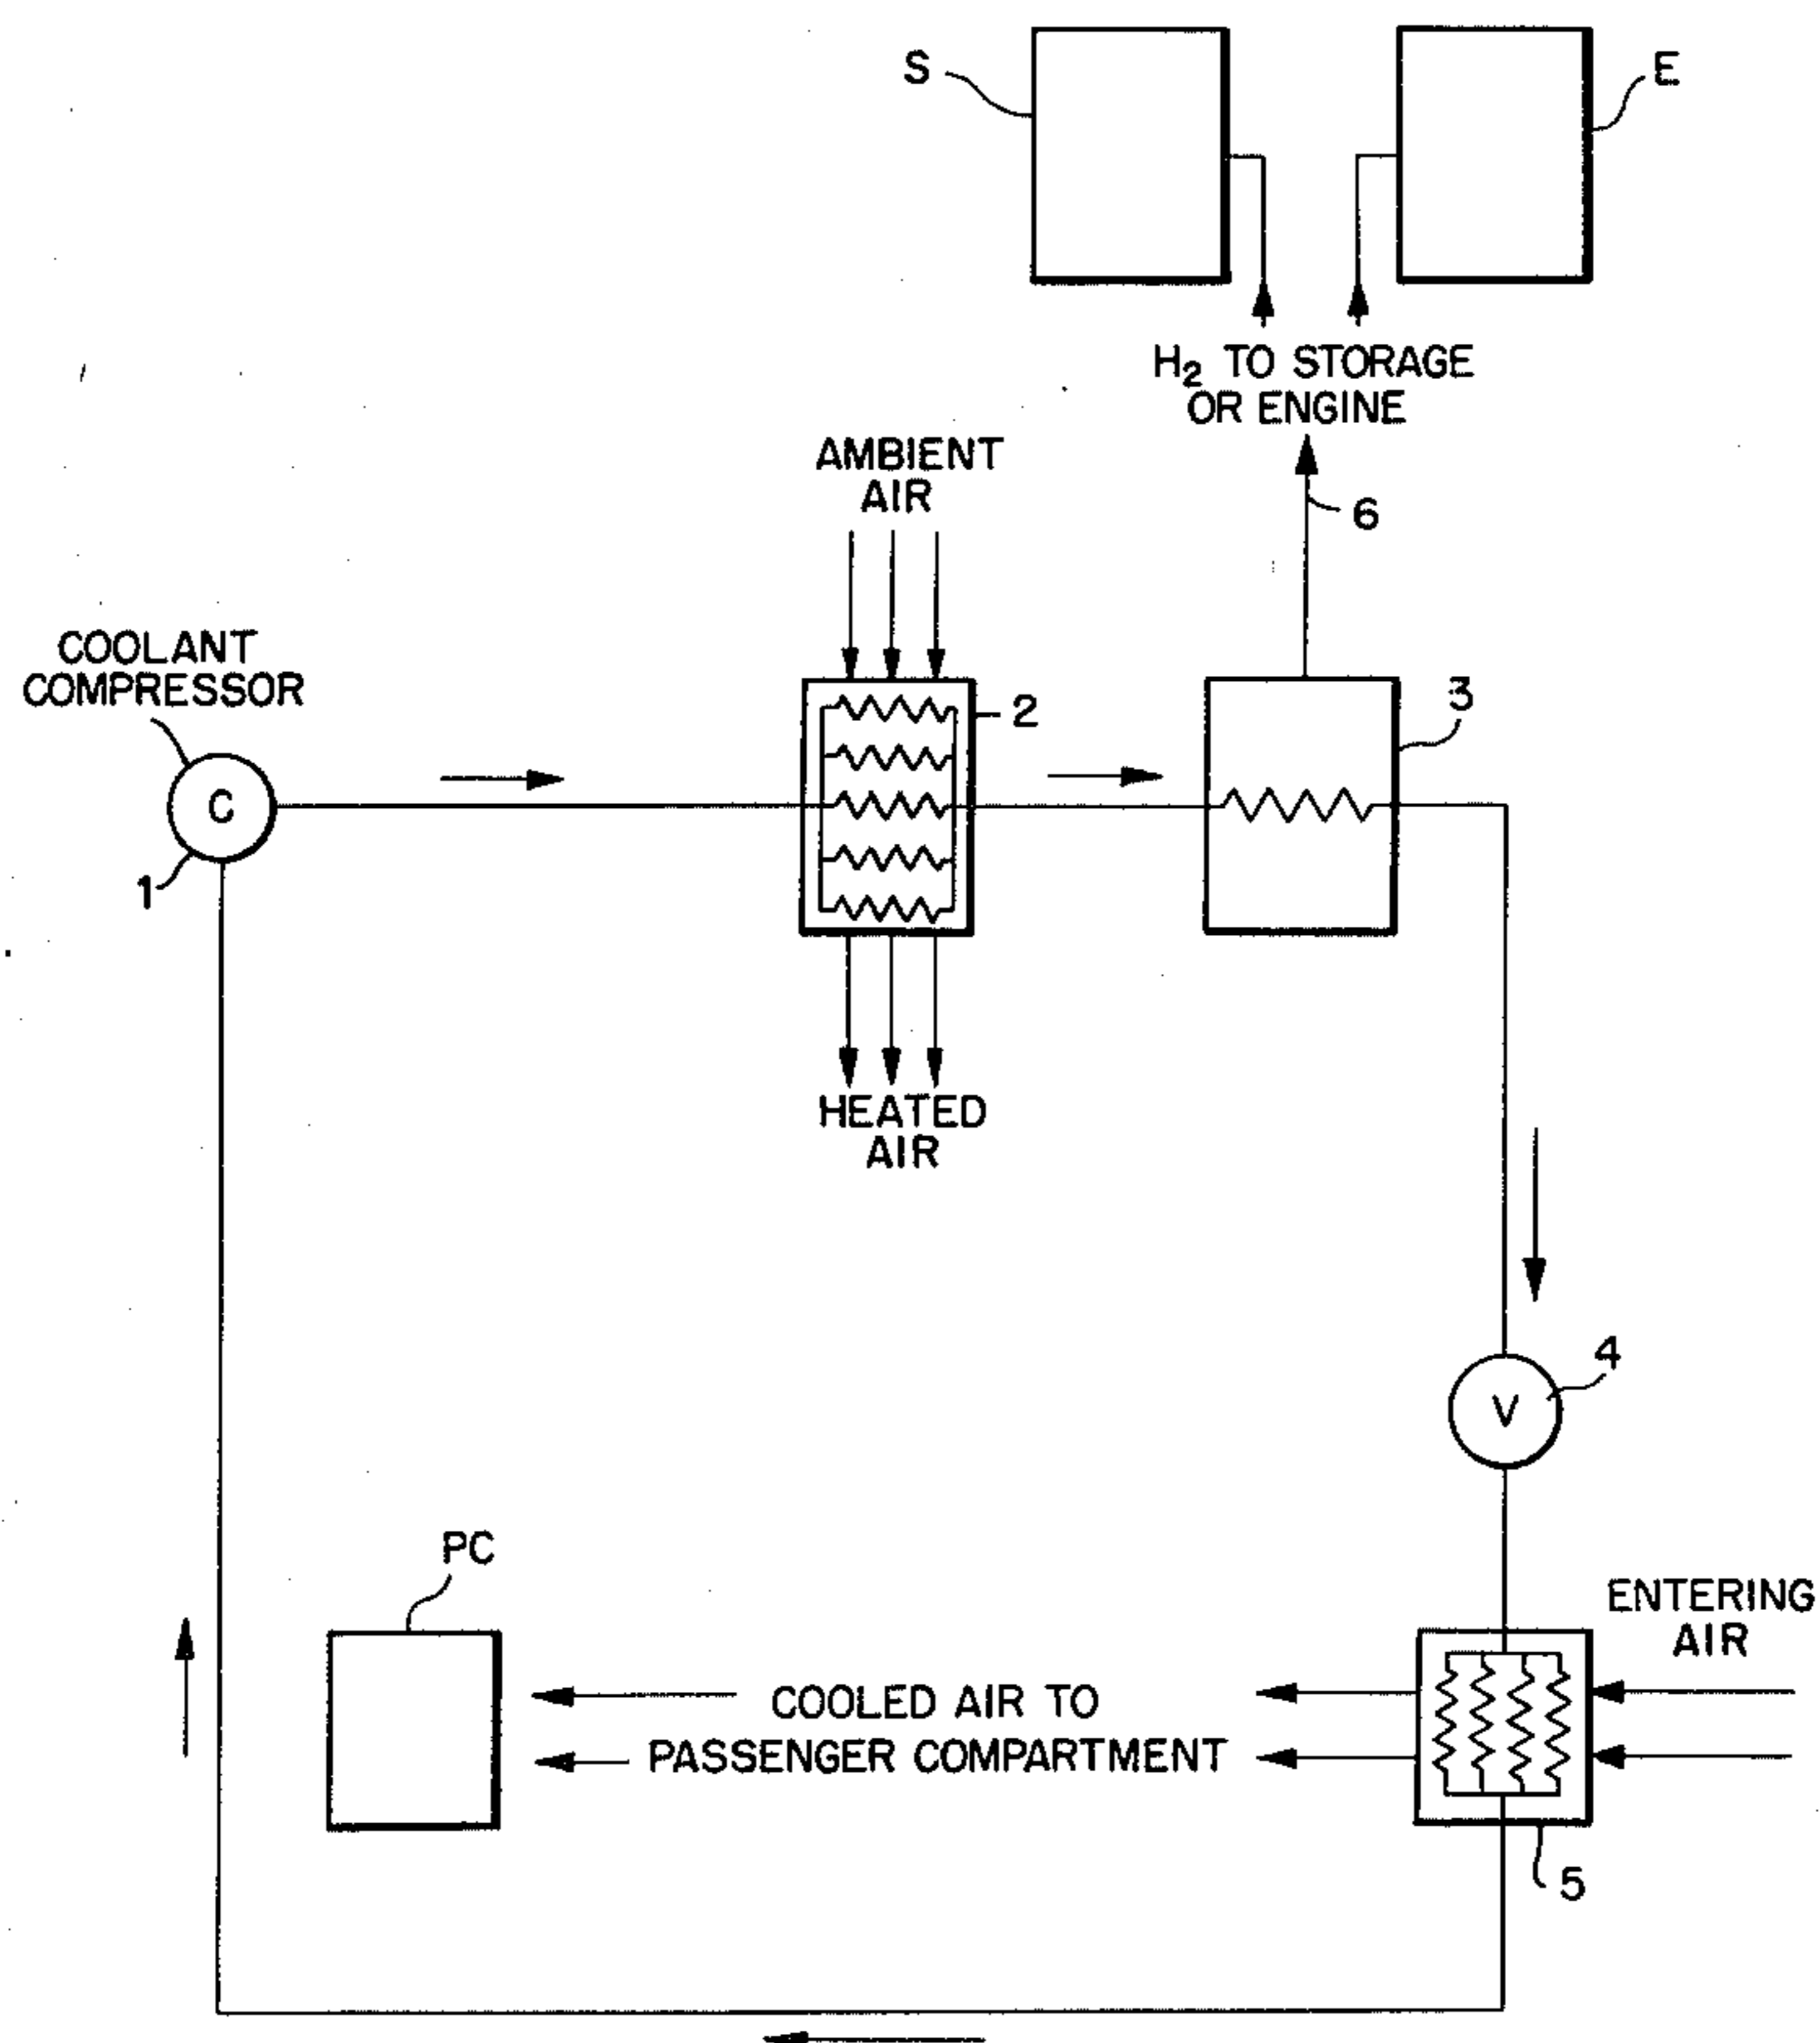 S
E
H2 TO STORAGE
OR ENGINE
AMBIENT
AIR
6
COOLANT
COMPRESSOR
2
3
C
1
HEATED
AIR
4
V
PC
ENTERING
AIR
COOLED AIR TO
PASSENGER COMPARTMENT
5